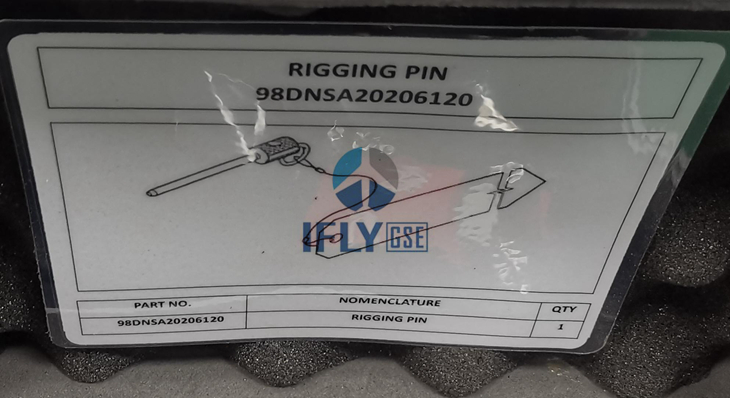 RIGGING PIN
98DNSA20206120
IFLY GSE
PART NO.
NOMENCLATURE
QTY
98DNSA20206120
RIGGING PIN
1